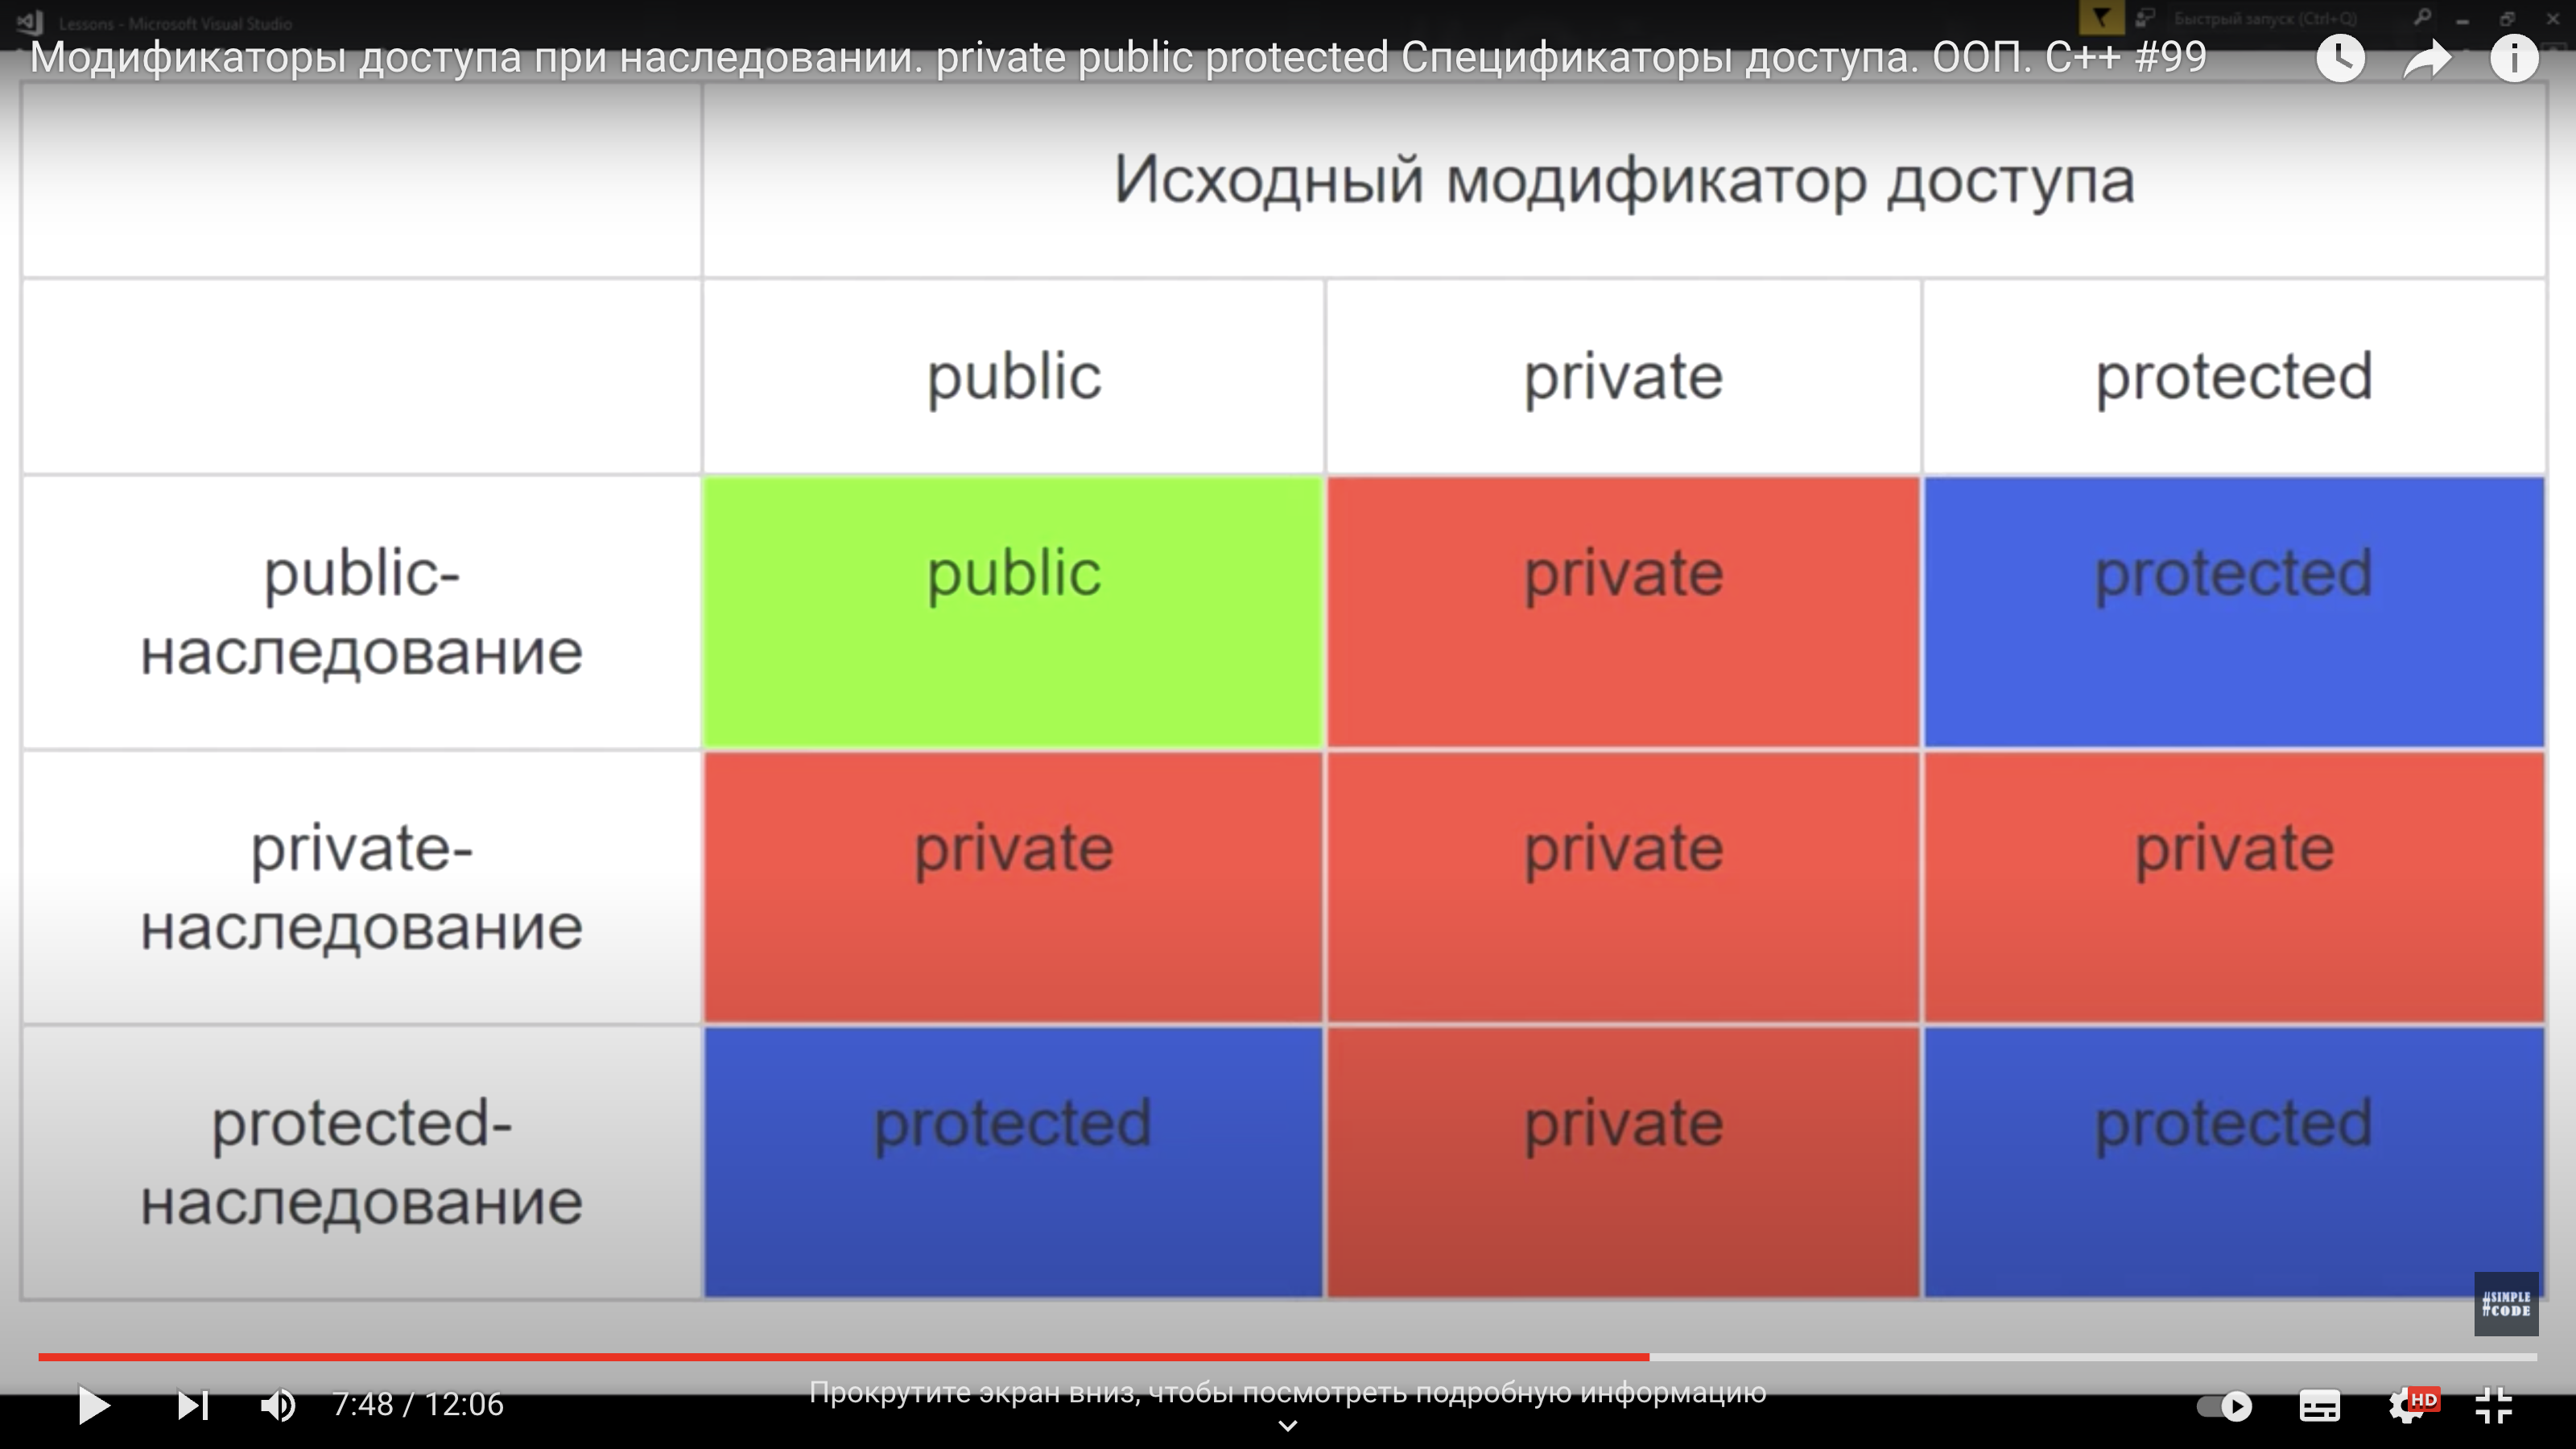 Lessons - Microsoft Visual Studio
Быстрый запуск (Ctrl+Q)
Модификаторы доступа при наследовании. private public protected Спецификаторы доступа. ООП. C++ #99
Исходный модификатор доступа
public private protected
public-
наследование
public private protected
private-
наследование
private private private
protected-
наследование
protected private protected
#SIMPLE
#CODE
7:48 / 12:06
Прокрутите экран вниз, чтобы посмотреть подробную информацию
HD